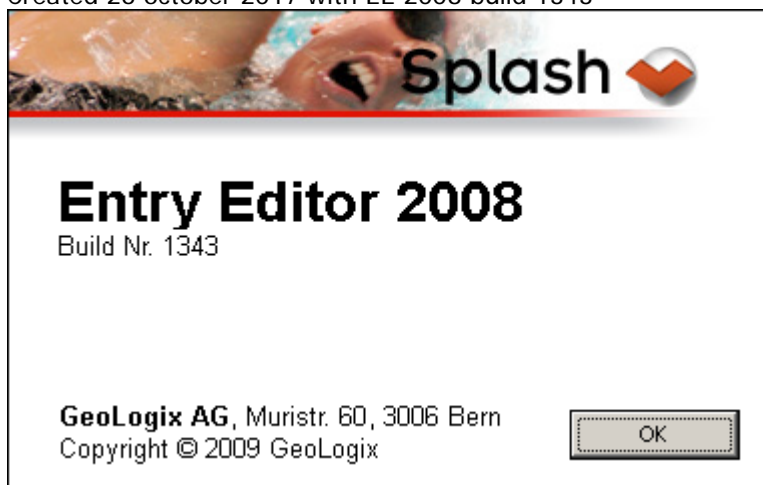 Splash
Entry Editor 2008
Build Nr. 1343
GeoLogix AG, Muristr. 60, 3006 Bern
Copyright © 2009 GeoLogix
OK